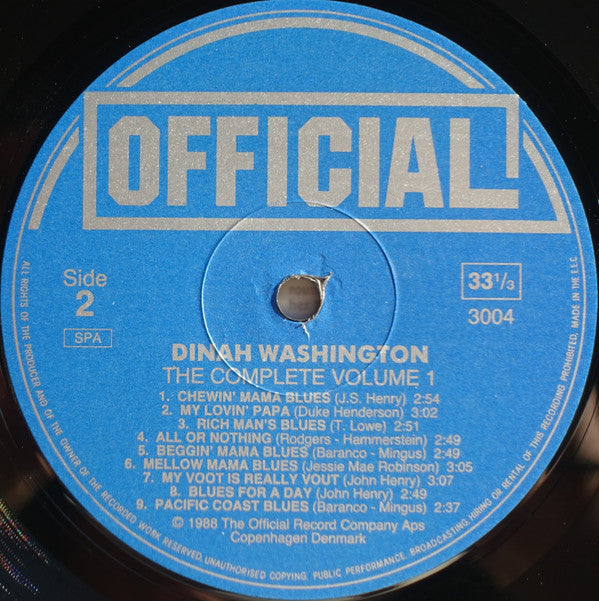 OFFICIAL
Side
2
SPA
33 1/3
3004
DINAH WASHINGTON
THE COMPLETE VOLUME 1
1. CHEWIN' MAMA BLUES (J.S. Henry) 2:54
2. MY LOVIN' PAPA (Duke Henderson) 3:02
3. RICH MAN'S BLUES (T. Lowe) 2:51
4. ALL OR NOTHING (Rodgers - Hammerstein) 2:49
5. BEGGIN' MAMA BLUES (Baranco - Mingus) 2:49
6. MELLOW MAMA BLUES (Jessie Mae Robinson) 3:05
7. MY VOOT IS REALLY VOUT (John Henry) 3:07
8. BLUES FOR A DAY (John Henry) 2:49
9. PACIFIC COAST BLUES (Baranco - Mingus) 2:37
© 1988 The Official Record Company Aps
Copenhagen Denmark
ALL RIGHTS OF THE PRODUCER AND OF THE OWNER OF THE RECORDED WORK RESERVED. UNAUTHORISED COPYING, PUBLIC PERFORMANCE, BROADCASTING, HIRING OR RENTAL OF THIS RECORDING PROHIBITED. MADE IN THE E.E.C.